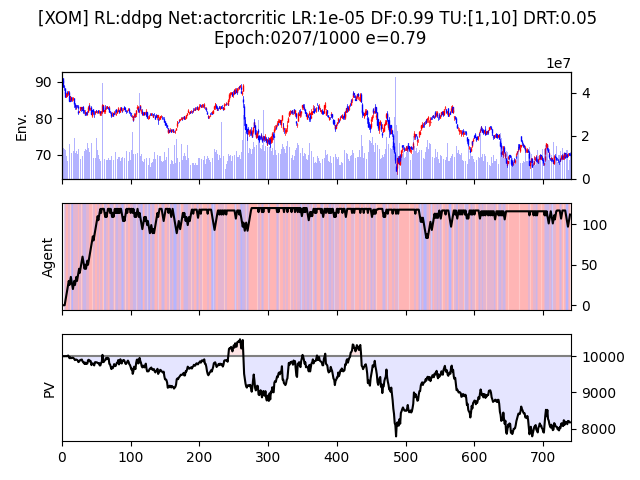 [XOM] RL:ddpg Net:actorcritic LR:1e-05 DF:0.99 TU:[1,10] DRT:0.05
Epoch:0207/1000 e=0.79
1e7
90
80
70
Env.
4
2
0
Agent
100
50
0
PV
10000
9000
8000
0 100 200 300 400 500 600 700